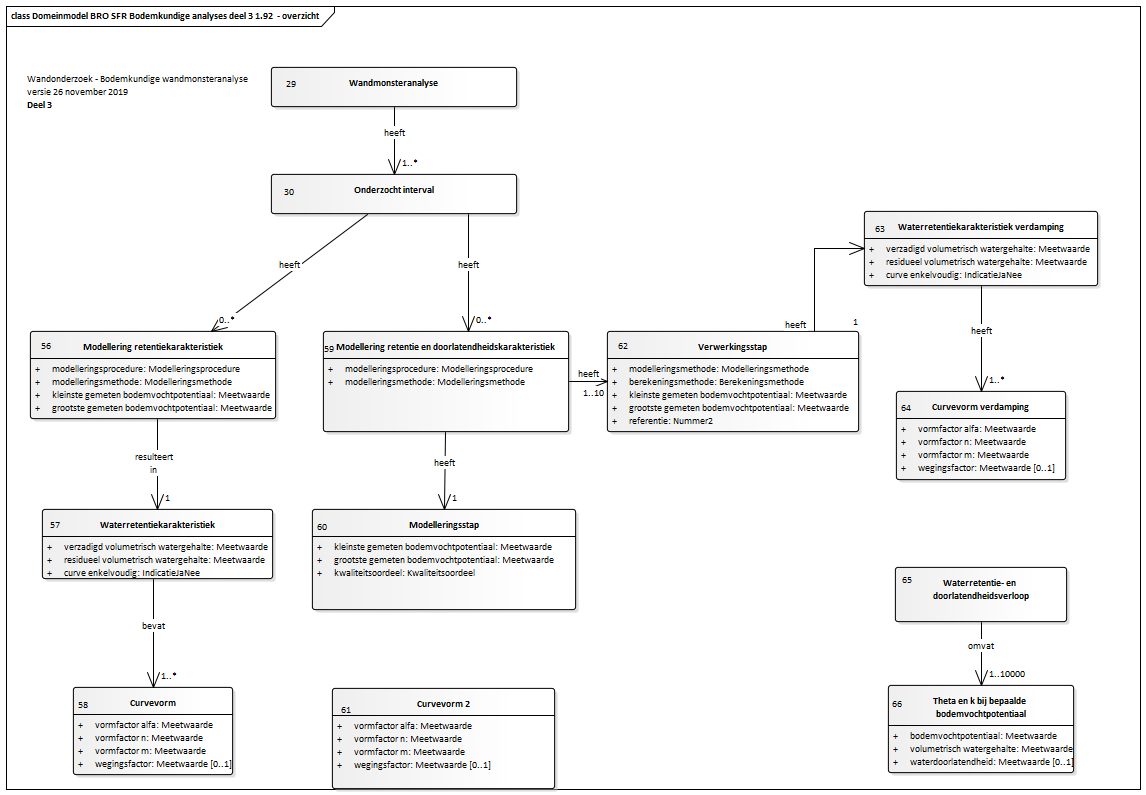 class Domeinmodel BRO SFR Bodemkundige analyses deel 3 1.92 - overzicht
Wandonderzoek - Bodemkundige wandmonsteranalyse
versie 26 november 2019
Deel 3
29 Wandmonsteranalyse
heeft
1..*
30 Onderzocht interval
heeft
heeft
0..*
0..*
56 Modellering retentiekarakteristiek
+ modelleringsprocedure: Modelleringsprocedure
+ modelleringsmethode: Modelleringsmethode
+ kleinste gemeten bodemvochtpotentiaal: Meetwaarde
+ grootste gemeten bodemvochtpotentiaal: Meetwaarde
resulteert
in
1
57 Waterretentiekarakteristiek
+ verzadigd volumetrisch watergehalte: Meetwaarde
+ residueel volumetrisch watergehalte: Meetwaarde
+ curve enkelvoudig: IndicatieJaNee
bevat
1..*
58 Curvevorm
+ vormfactor alfa: Meetwaarde
+ vormfactor n: Meetwaarde
+ vormfactor m: Meetwaarde
+ wegingsfactor: Meetwaarde [0..1]
59 Modellering retentie en doorlatendheidskarakteristiek
+ modelleringsprocedure: Modelleringsprocedure
+ modelleringsmethode: Modelleringsmethode
heeft
1..10
heeft
1
60 Modelleringsstap
+ kleinste gemeten bodemvochtpotentiaal: Meetwaarde
+ grootste gemeten bodemvochtpotentiaal: Meetwaarde
+ kwaliteitsoordeel: Kwaliteitsoordeel
61 Curvevorm 2
+ vormfactor alfa: Meetwaarde
+ vormfactor n: Meetwaarde
+ vormfactor m: Meetwaarde
+ wegingsfactor: Meetwaarde [0..1]
62 Verwerkingsstap
+ modelleringsmethode: Modelleringsmethode
+ berekeningsmethode: Berekeningsmethode
+ kleinste gemeten bodemvochtpotentiaal: Meetwaarde
+ grootste gemeten bodemvochtpotentiaal: Meetwaarde
+ referentie: Nummer2
heeft
1
63 Waterretentiekarakteristiek verdamping
+ verzadigd volumetrisch watergehalte: Meetwaarde
+ residueel volumetrisch watergehalte: Meetwaarde
+ curve enkelvoudig: IndicatieJaNee
heeft
1..*
64 Curvevorm verdamping
+ vormfactor alfa: Meetwaarde
+ vormfactor n: Meetwaarde
+ vormfactor m: Meetwaarde
+ wegingsfactor: Meetwaarde [0..1]
65 Waterretentie- en
doorlatendheidsverloop
omvat
1..10000
66 Theta en k bij bepaalde
bodemvochtpotentiaal
+ bodemvochtpotentiaal: Meetwaarde
+ volumetrisch watergehalte: Meetwaarde
+ waterdoorlatendheid: Meetwaarde [0..1]